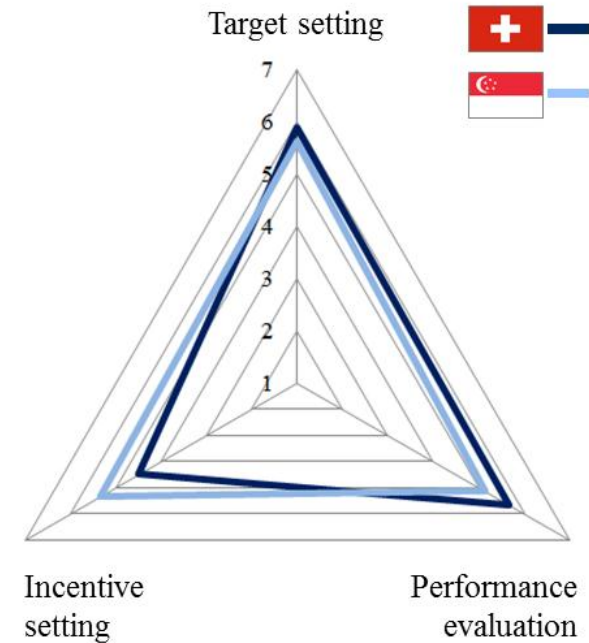 Target setting
7
6
5
4
3
2
1
Incentive
setting
Performance
evaluation